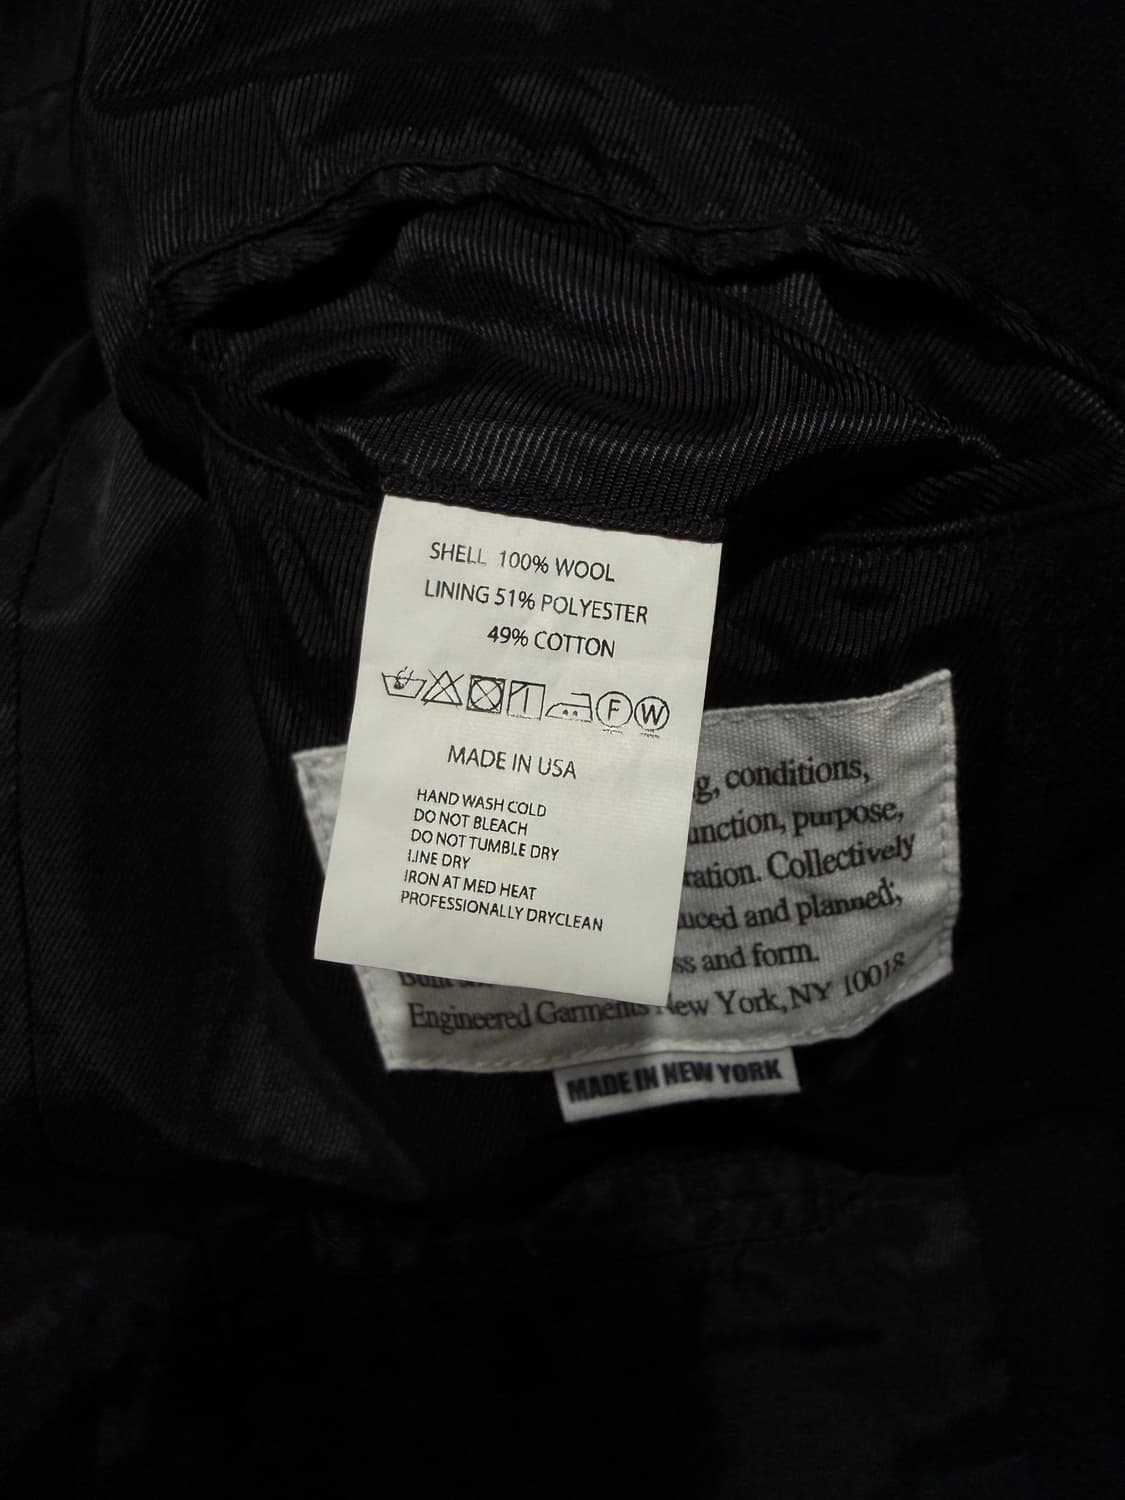 SHELL 100% WOOL
LINING 51% POLYESTER
49% COTTON
F W
MADE IN USA
HAND WASH COLD
DO NOT BLEACH
DO NOT TUMBLE DRY
LINE DRY
IRON AT MED HEAT
PROFESSIONALLY DRYCLEAN
g, conditions,
unction, purpose,
ration. Collectively
uced and planned;
ss and form.
Engineered Garments New York, NY 10018
MADE IN NEW YORK